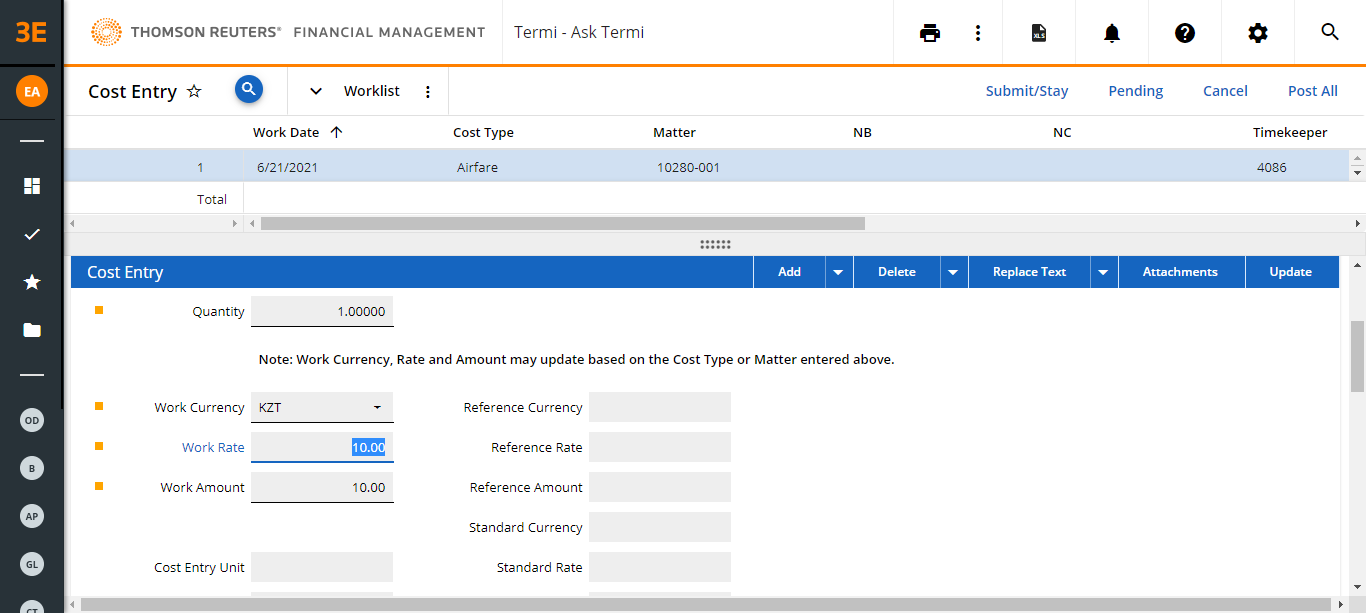 3E THOMSON REUTERS® FINANCIAL MANAGEMENT Termi - Ask Termi XLS
EA Cost Entry Worklist Submit/Stay Pending Cancel Post All
Work Date Cost Type Matter NB NC Timekeeper
1 6/21/2021 Airfare 10280-001 4086
Total
Cost Entry Add Delete Replace Text Attachments Update
Quantity 1.00000
Note: Work Currency, Rate and Amount may update based on the Cost Type or Matter entered above.
Work Currency KZT Reference Currency
OD
Work Rate 10.00 Reference Rate
B
Work Amount 10.00 Reference Amount
AP
Standard Currency
GL
Cost Entry Unit Standard Rate
CT